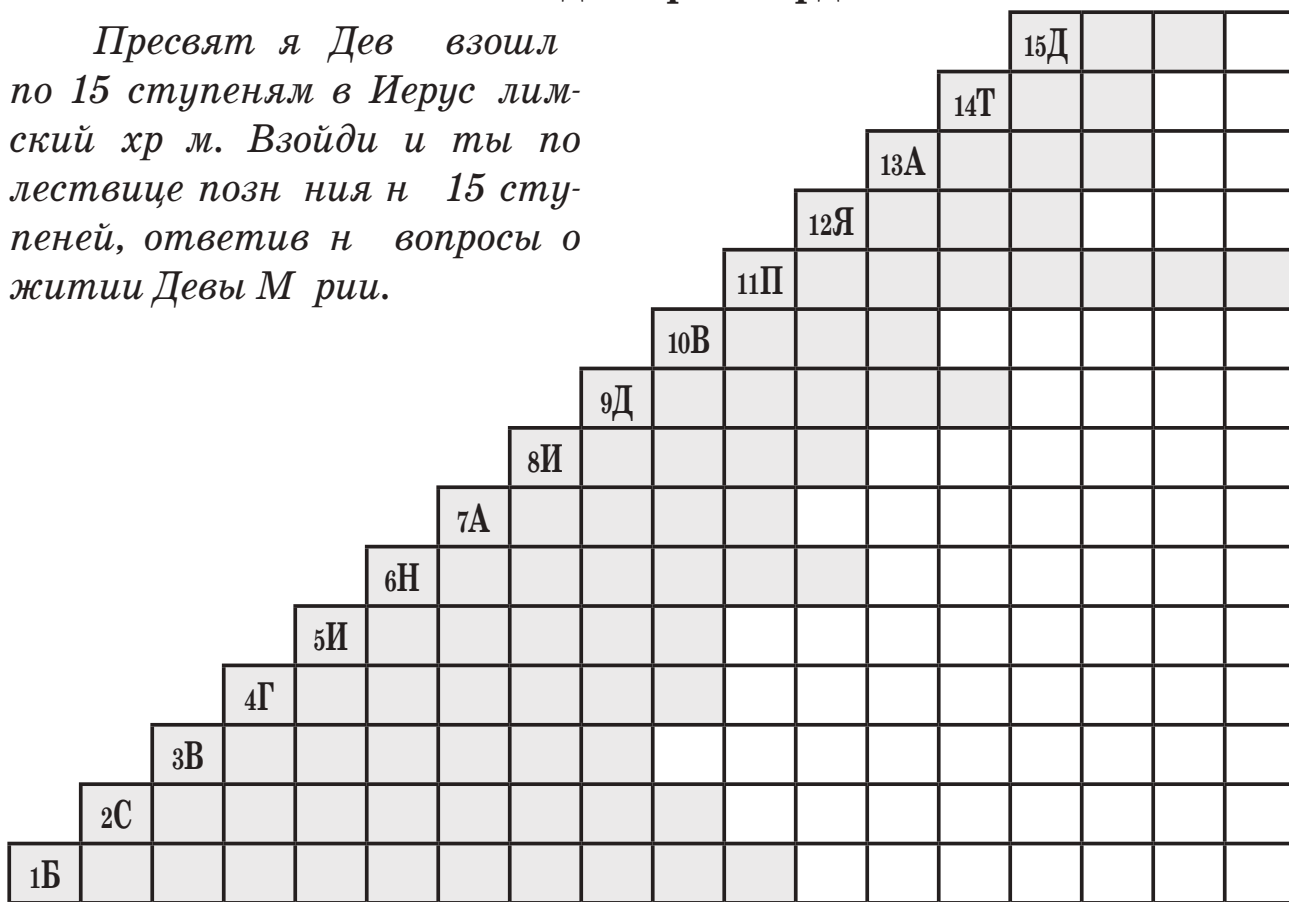 Пресвят я Дев взошл
по 15 ступеням в Иерус лим-
ский хр м. Взойди и ты по
лествице позн ния н 15 сту-
пеней, ответив н вопросы о
житии Девы М рии.
15Д
14Т
13А
12Я
11П
10В
9Д
8И
7А
6Н
5И
4Г
3В
2С
1Б